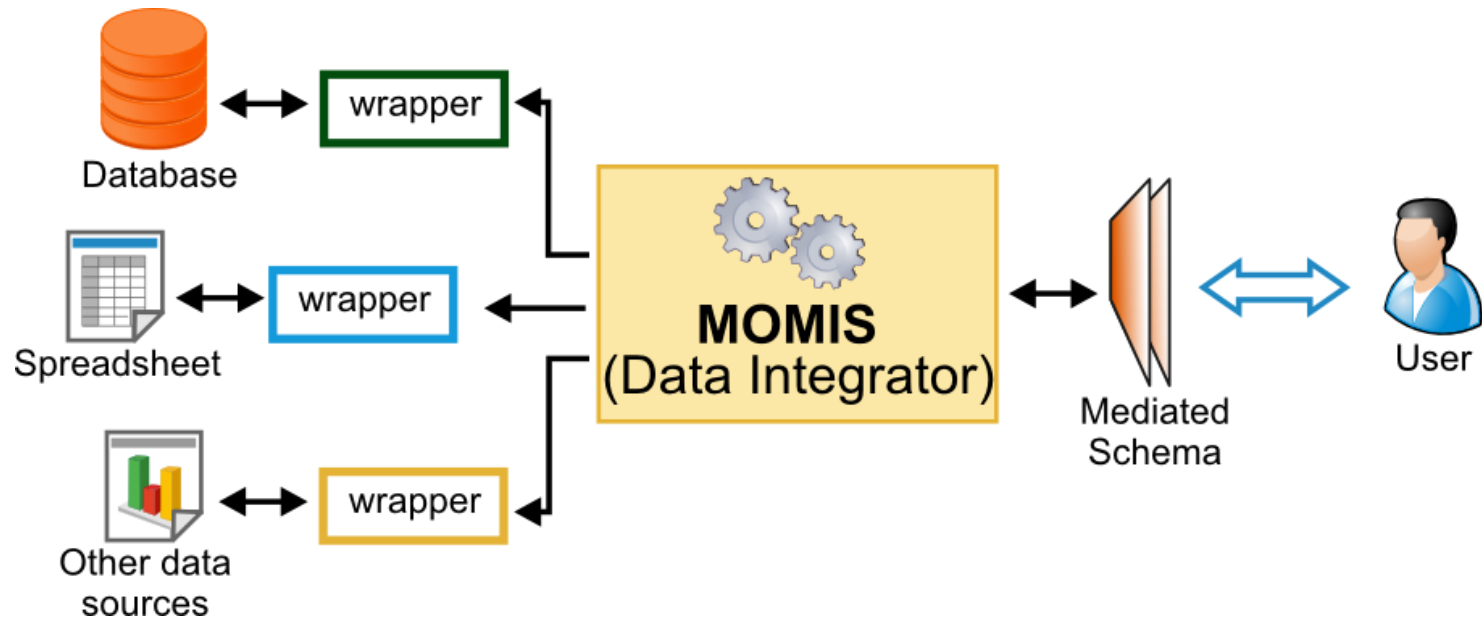 wrapper
Database
wrapper
Spreadsheet
wrapper
Other data
sources
MOMIS
(Data Integrator)
Mediated
Schema
User